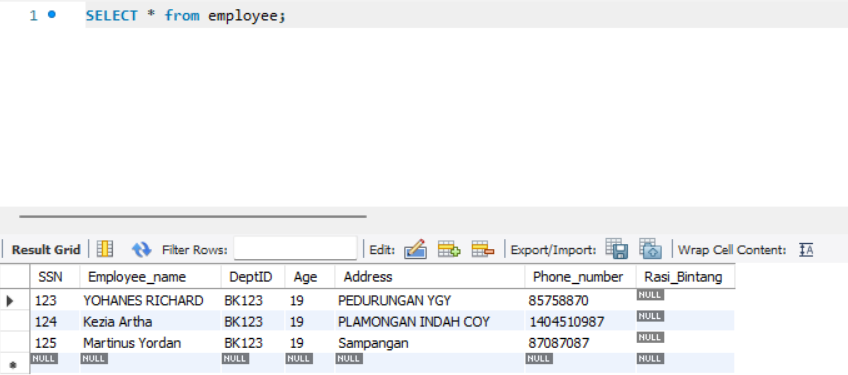 1 SELECT * from employee;
Result Grid Filter Rows: Edit: Export/Import: Wrap Cell Content: IA
SSN Employee_name DeptID Age Address Phone_number Rasi_Bintang
123 YOHANES RICHARD BK123 19 PEDURUNGAN YGY 85758870 NULL
124 Kezia Artha BK123 19 PLAMONGAN INDAH COY 1404510987 NULL
125 Martinus Yordan BK123 19 Sampangan 87087087 NULL
NULL NULL NULL NULL NULL NULL NULL